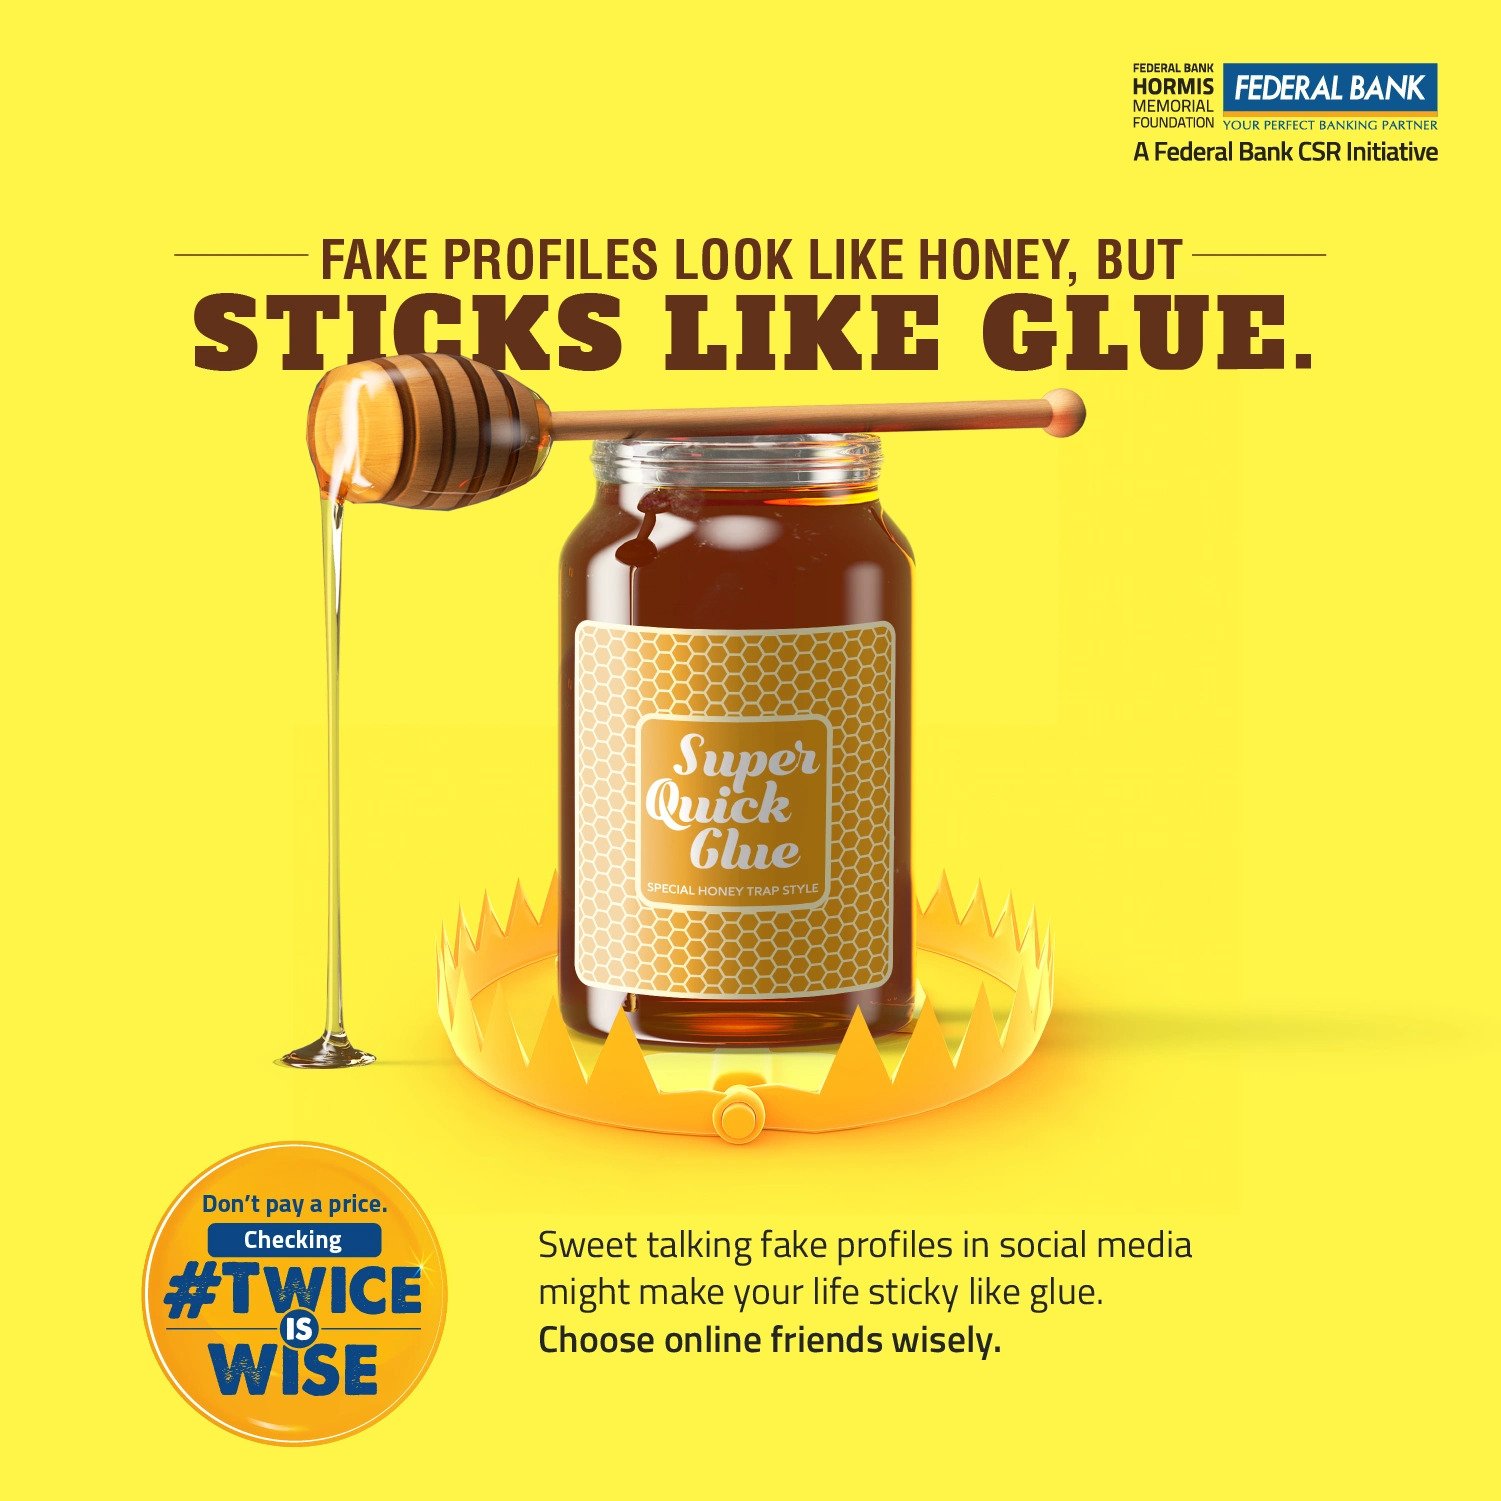 FEDERAL BANK
HORMIS
MEMORIAL
FOUNDATION
FEDERAL BANK
YOUR PERFECT BANKING PARTNER
A Federal Bank CSR Initiative
FAKE PROFILES LOOK LIKE HONEY, BUT
STICKS LIKE GLUE.
Super
Quick
Glue
SPECIAL HONEY TRAP STYLE
Don't pay a price.
Checking
#TWICE
IS
WISE
Sweet talking fake profiles in social media
might make your life sticky like glue.
Choose online friends wisely.